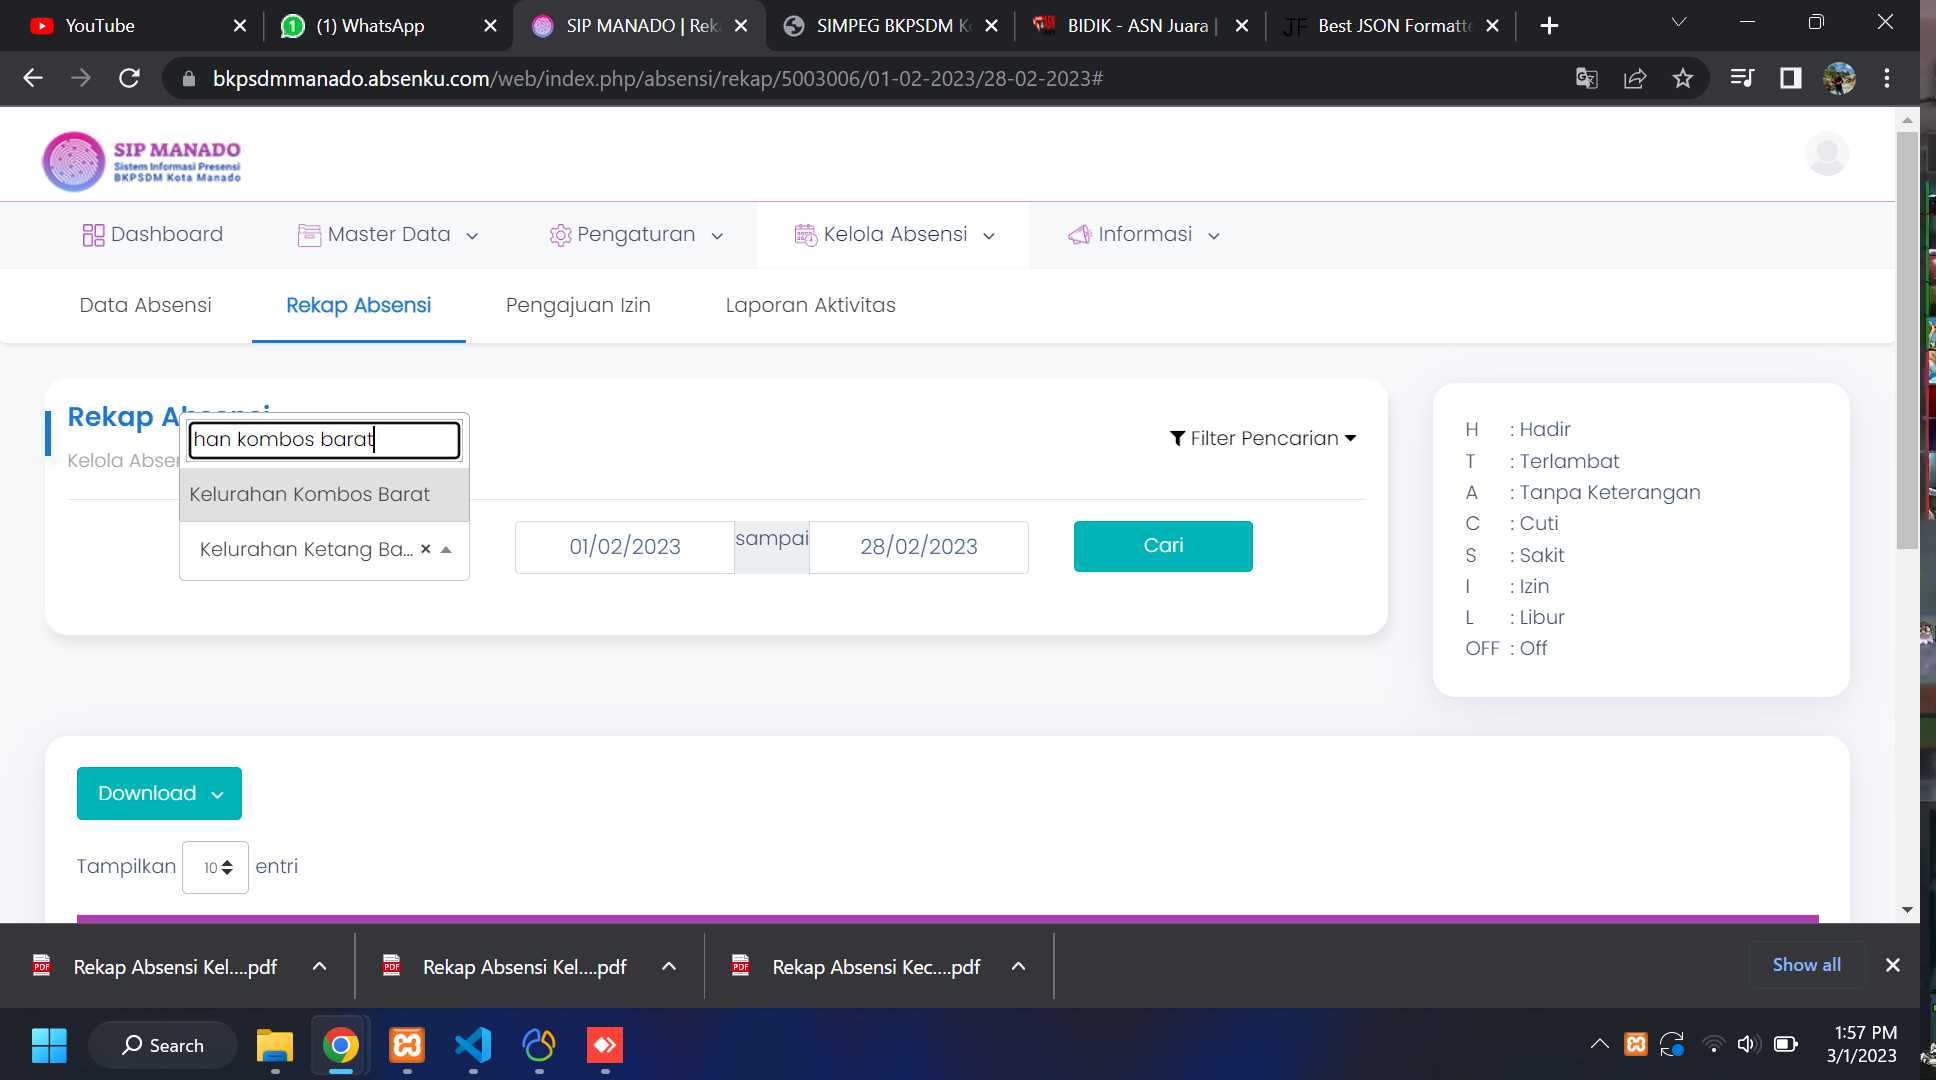 YouTube
(1) WhatsApp
SIP MANADO | Rek
SIMPEG BKPSDM K
BIDIK - ASN Juara |
JF Best JSON Formatte
bkpsdmmanado.absenku.com/web/index.php/absensi/rekap/5003006/01-02-2023/28-02-2023#
SIP MANADO
Sistem Informasi Presensi
BKPSDM Kota Manado
Dashboard
Master Data
Pengaturan
Kelola Absensi
Informasi
Data Absensi
Rekap Absensi
Pengajuan Izin
Laporan Aktivitas
Rekap Absensi
Kelola Absen
han kombos barat
Kelurahan Kombos Barat
Kelurahan Ketang Ba... ×
Filter Pencarian
01/02/2023 sampai 28/02/2023
Cari
H : Hadir
T : Terlambat
A : Tanpa Keterangan
C : Cuti
S : Sakit
I : Izin
L : Libur
OFF : Off
Download
Tampilkan 10 entri
Rekap Absensi Kel....pdf
Rekap Absensi Kel....pdf
Rekap Absensi Kec....pdf
Show all
Search
1:57 PM
3/1/2023